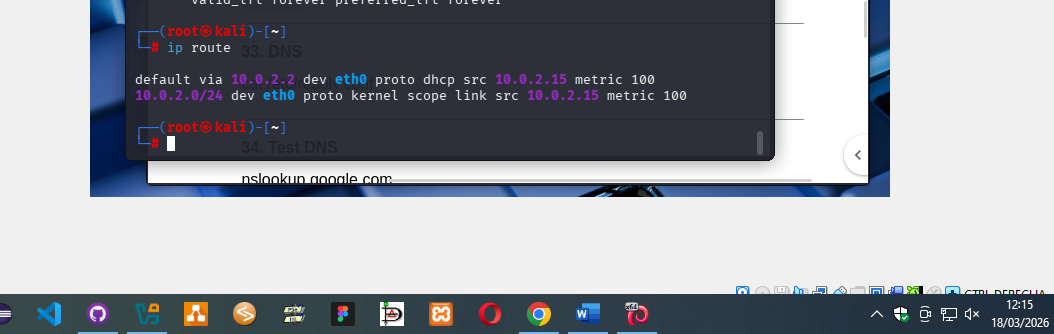 valid_lft forever preferred_lft forever
┌──(root㉿kali)-[~]
└─# ip route
33. DNS
default via 10.0.2.2 dev eth0 proto dhcp src 10.0.2.15 metric 100
10.0.2.0/24 dev eth0 proto kernel scope link src 10.0.2.15 metric 100
┌──(root㉿kali)-[~]
└─#
34. Test DNS
nslookup google.com
CTRL DERECHA
12:15
18/03/2026